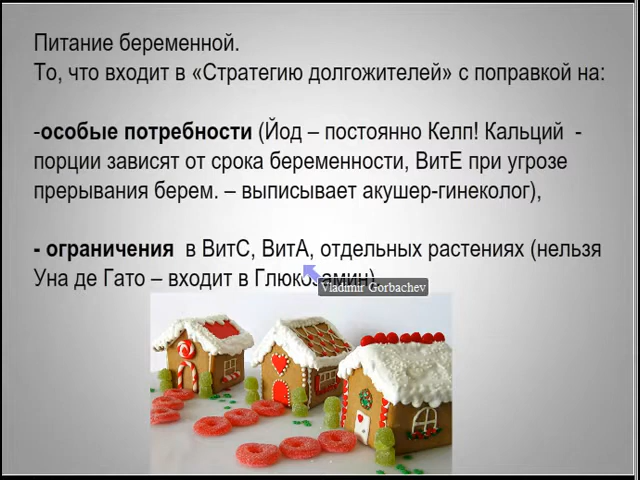 Питание беременной.
То, что входит в «Стратегию долгожителей» с поправкой на:
-особые потребности (Йод – постоянно Келп! Кальций -
порции зависят от срока беременности, ВитЕ при угрозе
прерывания берем. – выписывает акушер-гинеколог),
- ограничения в ВитС, ВитА, отдельных растениях (нельзя
Уна де Гато – входит в Глюкозамин)
Vladimir Gorbachev